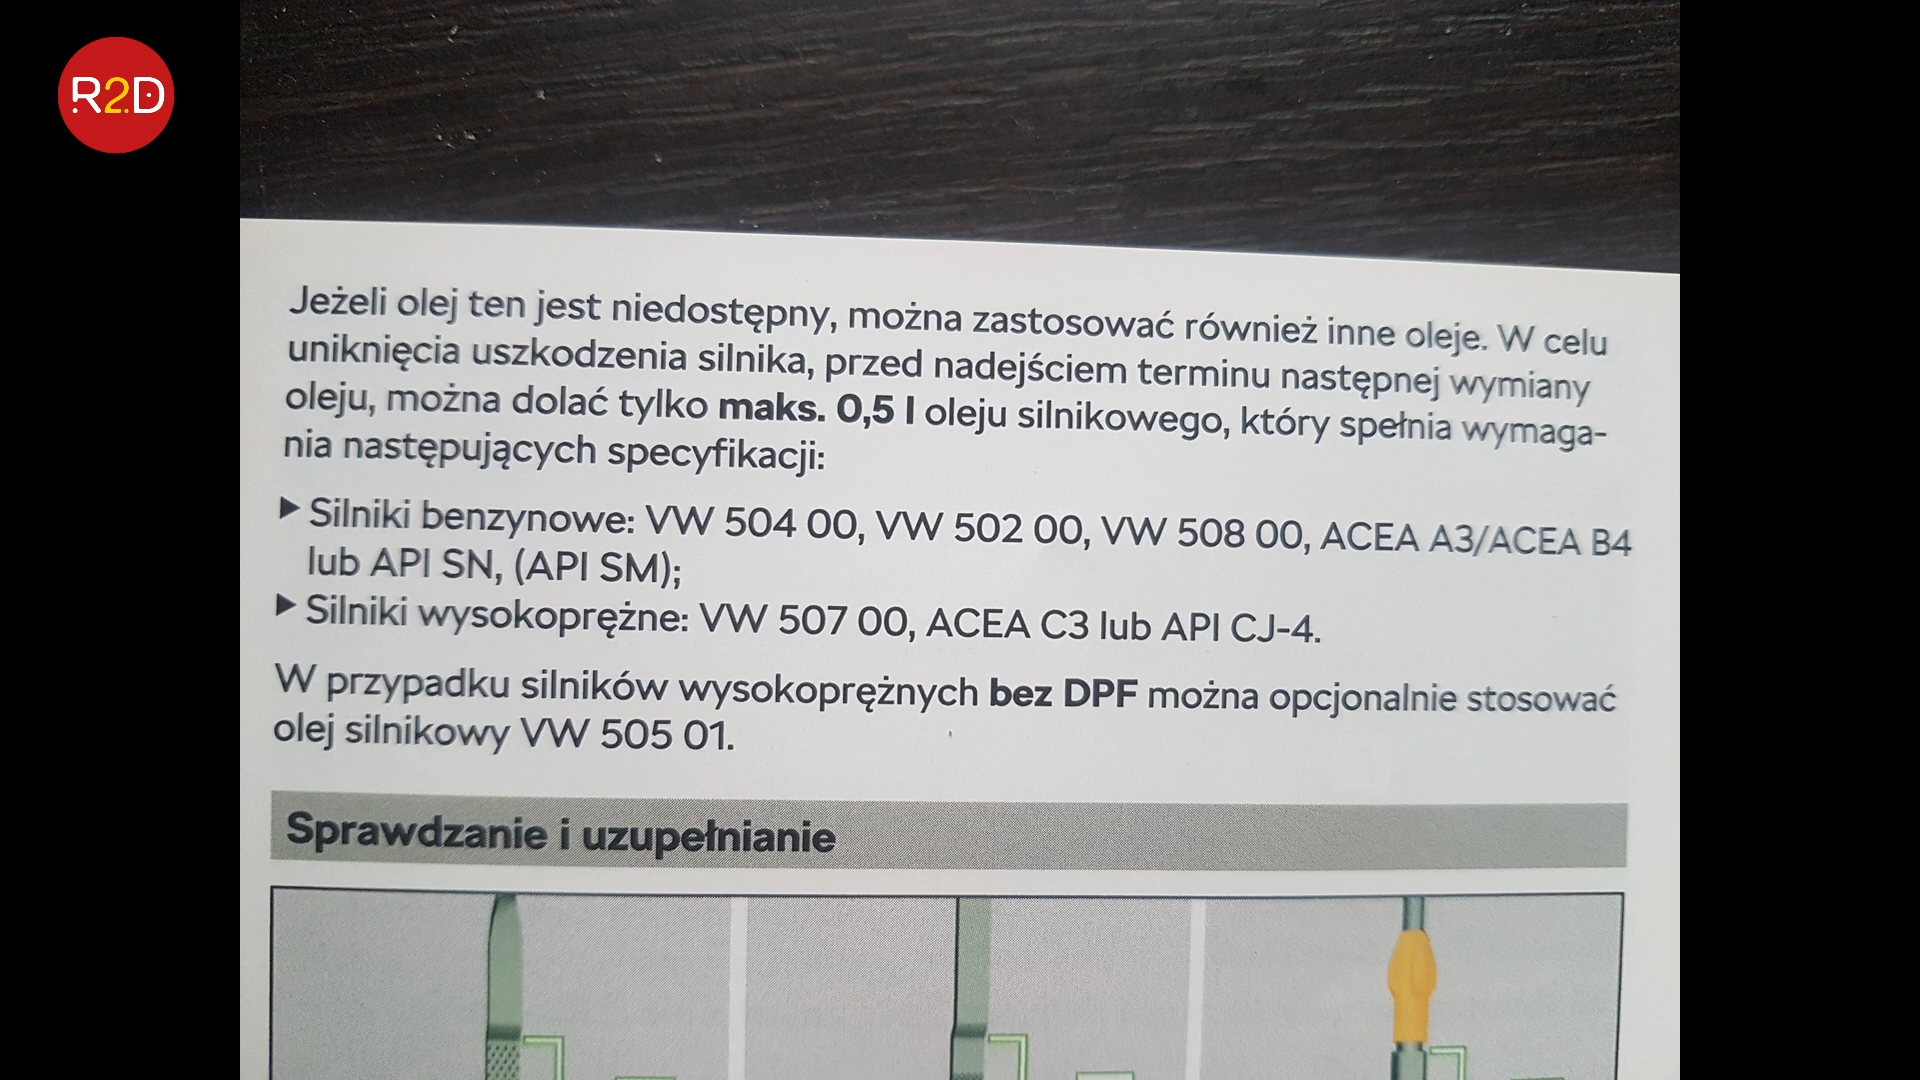 R2D
Jeżeli olej ten jest niedostępny, można zastosować również inne oleje. W celu
uniknięcia uszkodzenia silnika, przed nadejściem terminu następnej wymiany
oleju, można dolać tylko maks. 0,5 l oleju silnikowego, który spełnia wymaga-
nia następujących specyfikacji:
▶ Silniki benzynowe: VW 504 00, VW 502 00, VW 508 00, ACEA A3/ACEA B4
lub API SN, (API SM);
▶ Silniki wysokoprężne: VW 507 00, ACEA C3 lub API CJ-4.
W przypadku silników wysokoprężnych bez DPF można opcjonalnie stosować
olej silnikowy VW 505 01.
Sprawdzanie i uzupełnianie